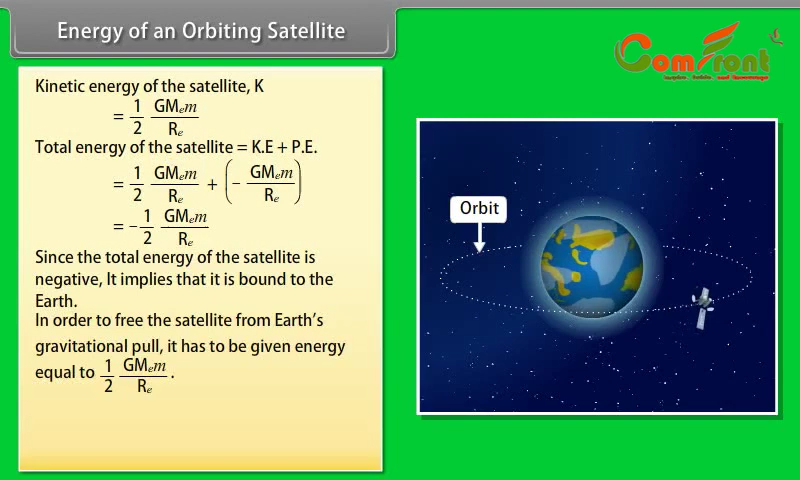 Energy of an Orbiting Satellite
ComFront
Kinetic energy of the satellite, K
= 1/2 GMₑm/Rₑ
Total energy of the satellite = K.E + P.E.
= 1/2 GMₑm/Rₑ + (- GMₑm/Rₑ)
= -1/2 GMₑm/Rₑ
Since the total energy of the satellite is
negative, It implies that it is bound to the
Earth.
In order to free the satellite from Earth's
gravitational pull, it has to be given energy
equal to 1/2 GMₑm/Rₑ.
Orbit